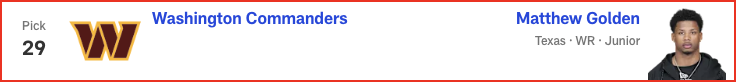 Pick
29
Washington Commanders
Matthew Golden
Texas · WR · Junior